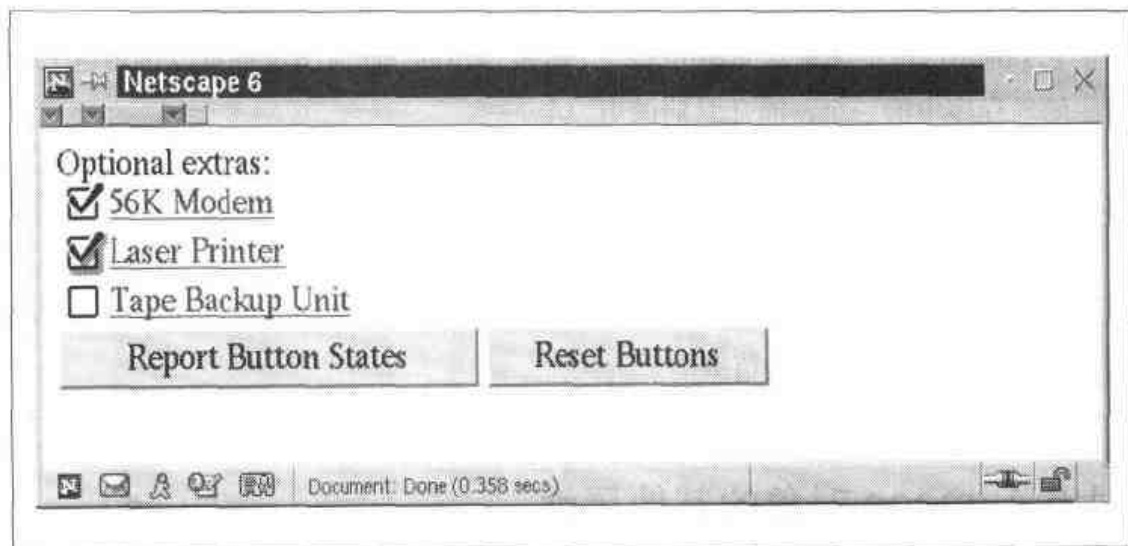 Netscape 6
Optional extras:
56K Modem
Laser Printer
Tape Backup Unit
Report Button States Reset Buttons
Document: Done (0.358 secs)